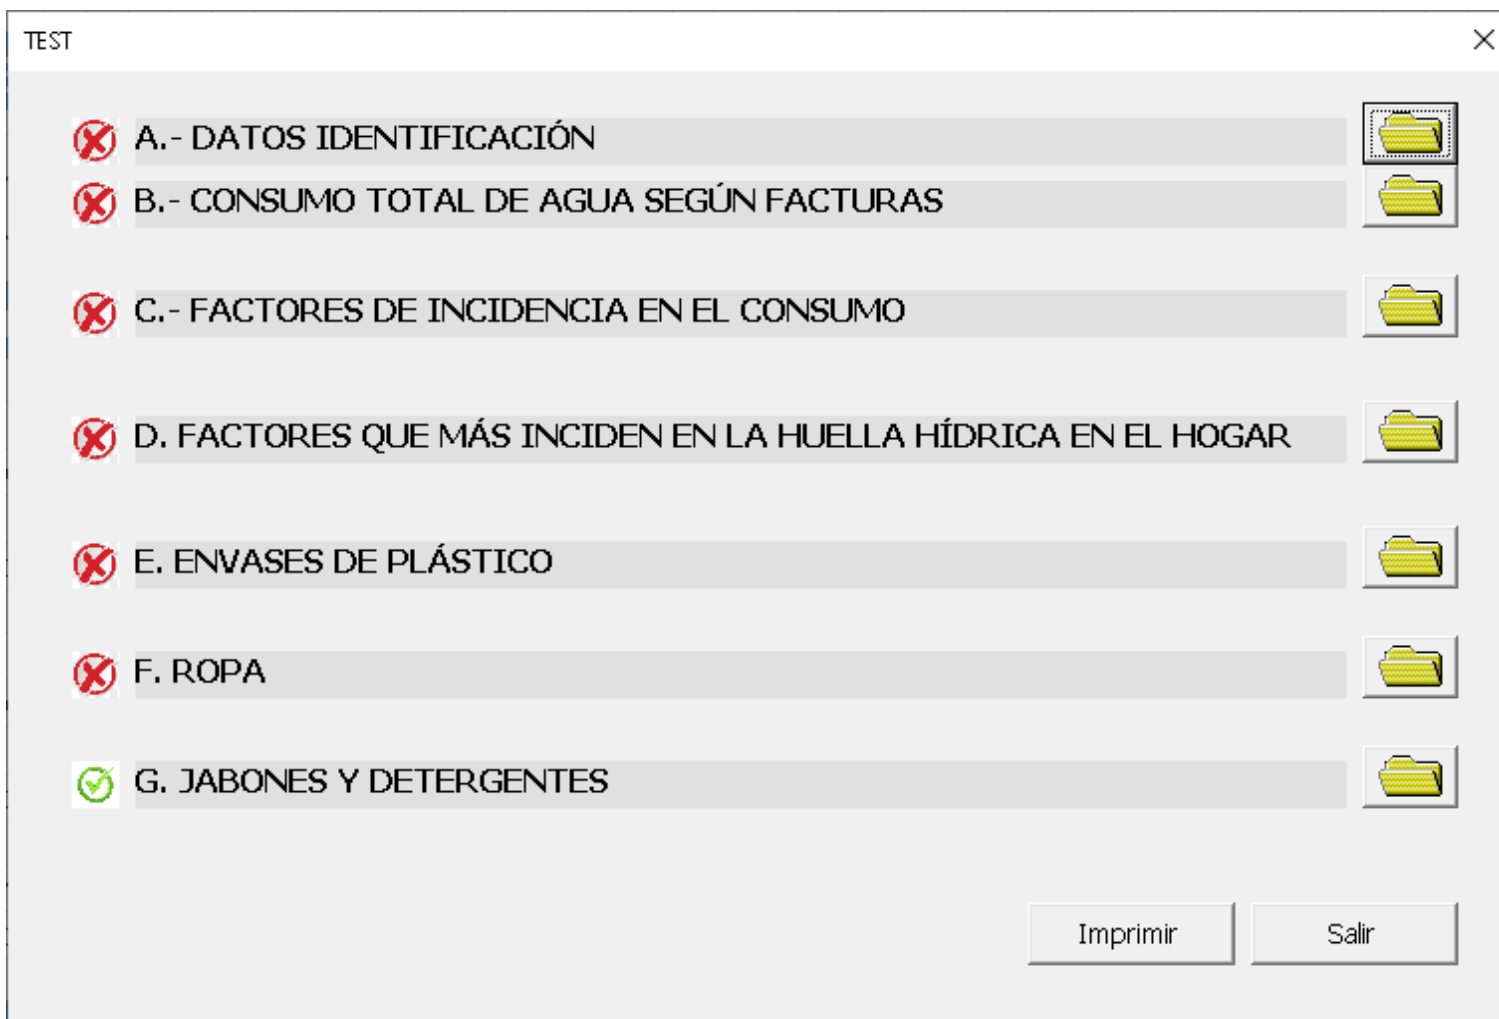 TEST
A.- DATOS IDENTIFICACIÓN
B.- CONSUMO TOTAL DE AGUA SEGÚN FACTURAS
C.- FACTORES DE INCIDENCIA EN EL CONSUMO
D. FACTORES QUE MÁS INCIDEN EN LA HUELLA HÍDRICA EN EL HOGAR
E. ENVASES DE PLÁSTICO
F. ROPA
G. JABONES Y DETERGENTES
Imprimir Salir